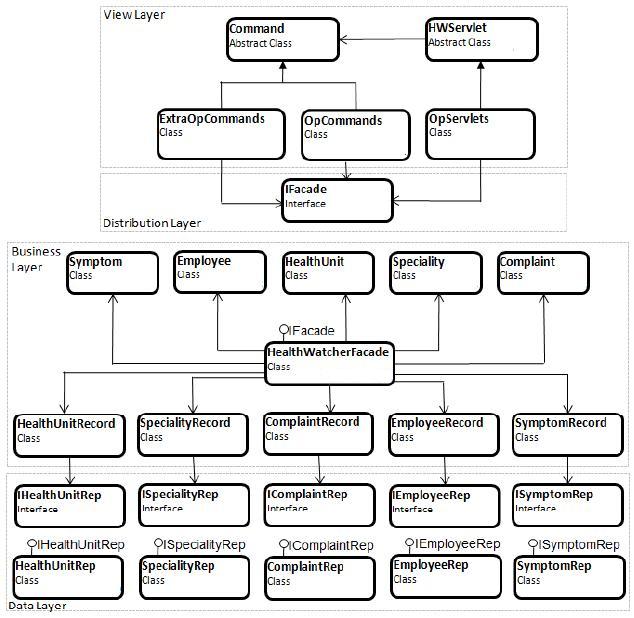 View Layer
Command
Abstract Class
HWServlet
Abstract Class
ExtraOpCommands
Class
OpCommands
Class
OpServlets
Class
IFacade
Interface
Distribution Layer
Business
Layer
Symptom
Class
Employee
Class
HealthUnit
Class
Speciality
Class
Complaint
Class
IFacade
HealthWatcherFacade
Class
HealthUnitRecord
Class
SpecialityRecord
Class
ComplaintRecord
Class
EmployeeRecord
Class
SymptomRecord
Class
IHealthUnitRep
Interface
ISpecialityRep
Interface
IComplaintRep
Interface
IEmployeeRep
Interface
ISymptomRep
Interface
IHealthUnitRep
ISpecialityRep
IComplaintRep
IEmployeeRep
ISymptomRep
HealthUnitRep
Class
SpecialityRep
Class
ComplaintRep
Class
EmployeeRep
Class
SymptomRep
Class
Data Layer